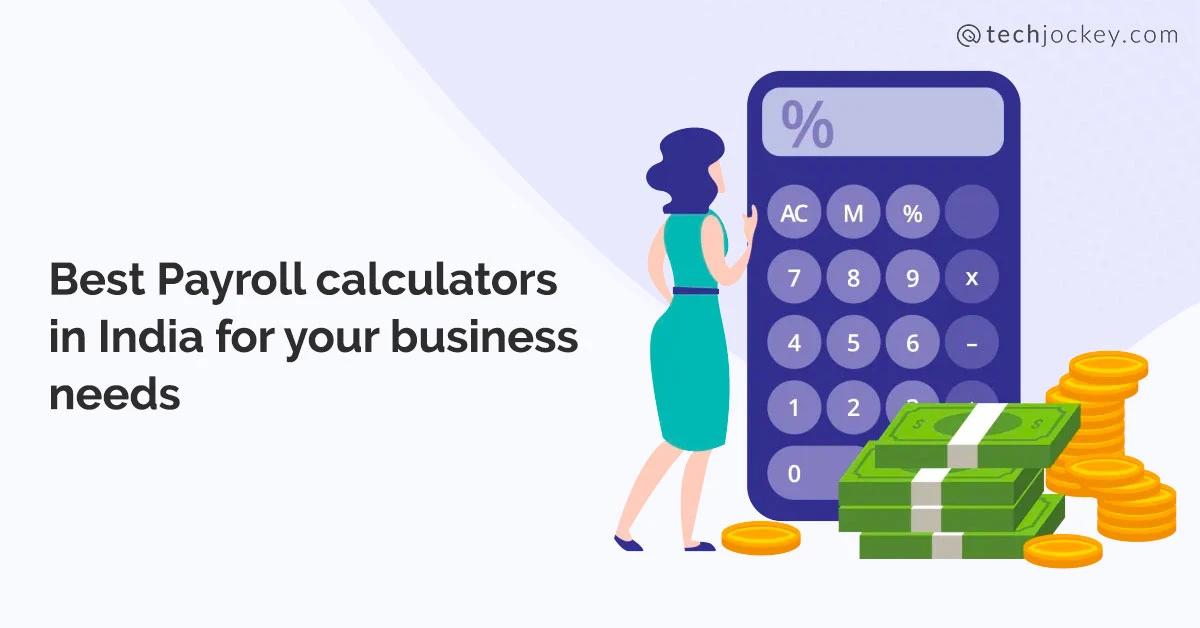 techjockey.com
Best Payroll calculators
in India for your business
needs
%
AC M %
7 8 9 x
4 5 6 –
1 2
0
$ $